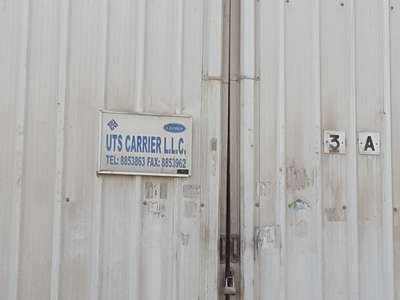 UTS CARRIER L.L.C.
TEL: 8853863 FAX: 8853962
3 A